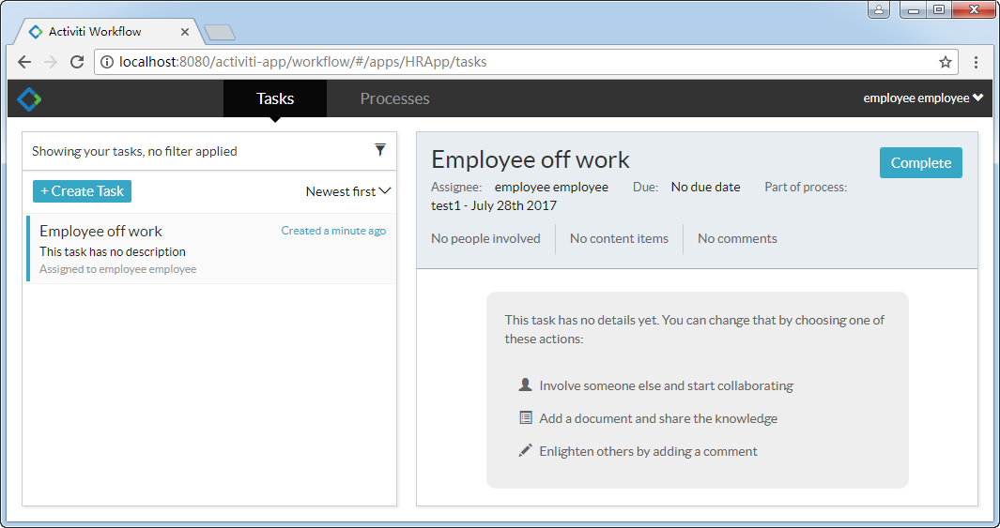 Activiti Workflow
localhost:8080/activiti-app/workflow/#/apps/HRApp/tasks
Tasks
Processes
employee employee
Showing your tasks, no filter applied
+ Create Task
Newest first
Employee off work
Created a minute ago
This task has no description
Assigned to employee employee
Employee off work
Complete
Assignee: employee employee Due: No due date Part of process:
test1 - July 28th 2017
No people involved
No content items
No comments
This task has no details yet. You can change that by choosing one of
these actions:
Involve someone else and start collaborating
Add a document and share the knowledge
Enlighten others by adding a comment